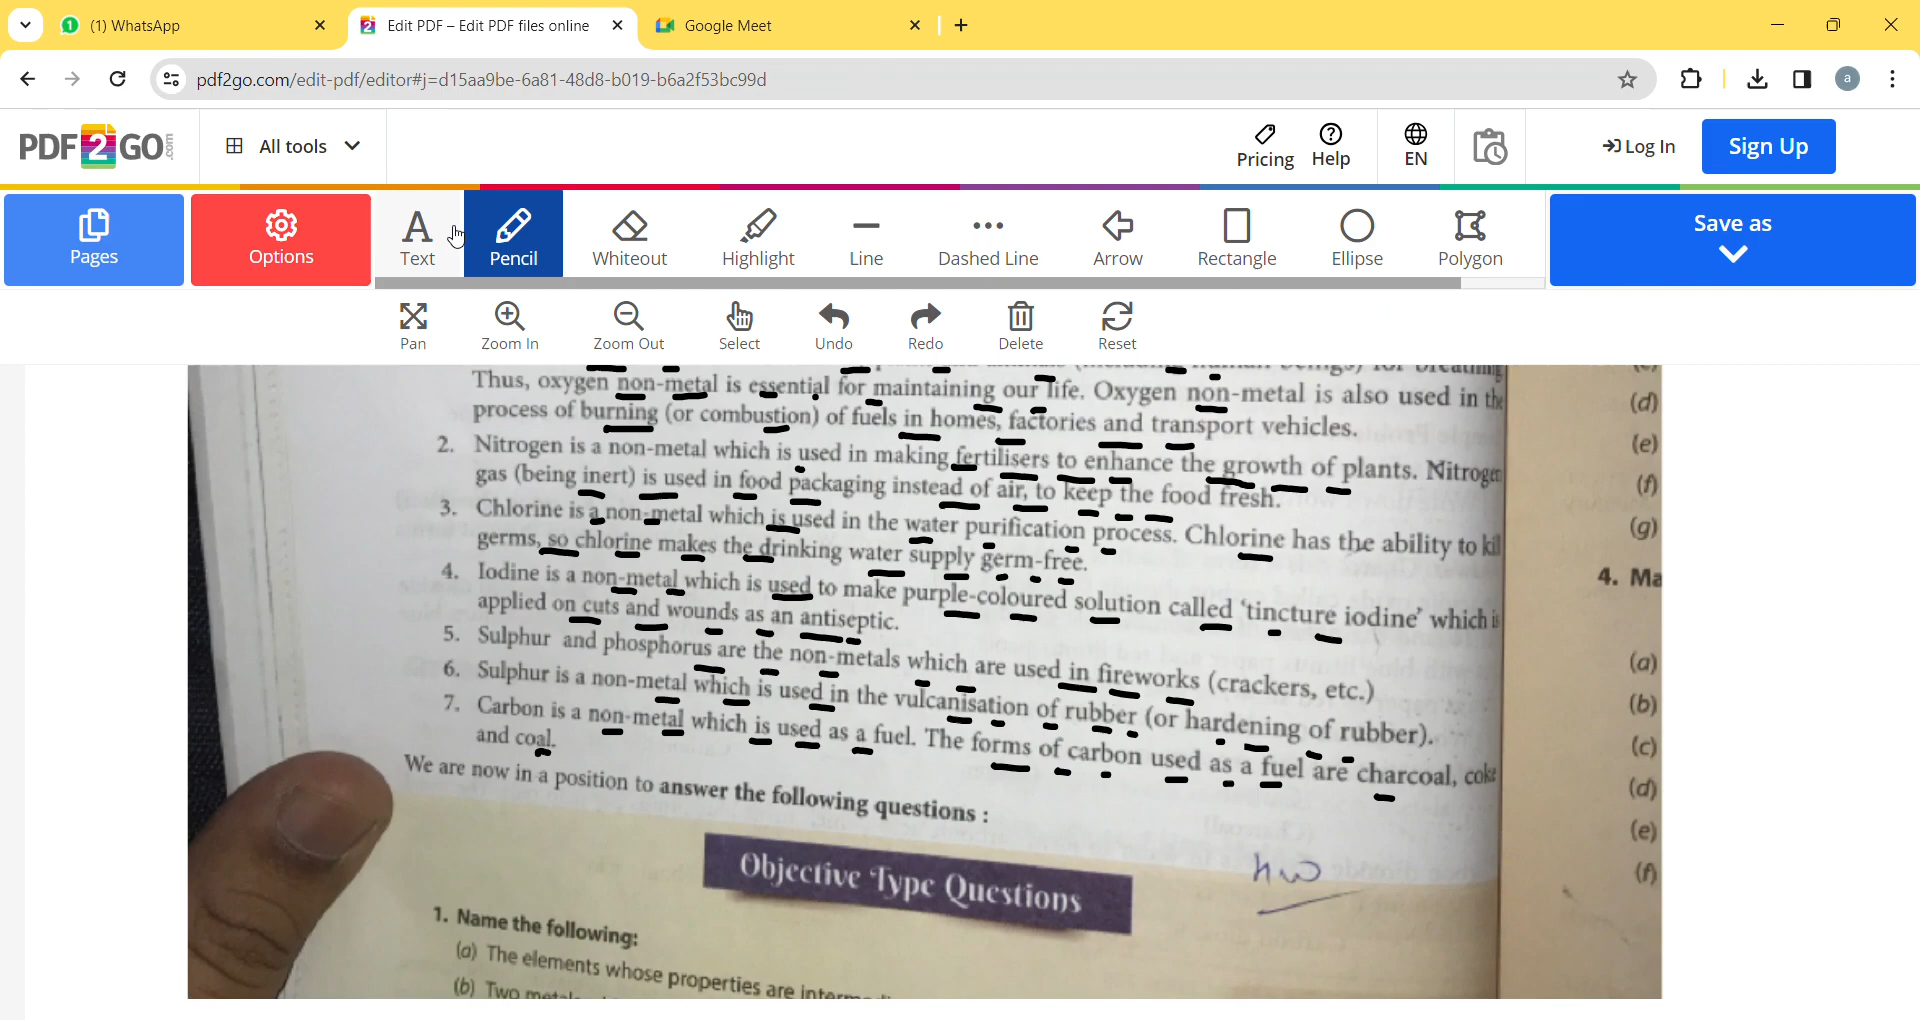 (1) WhatsApp
Edit PDF – Edit PDF files online
Google Meet
pdf2go.com/edit-pdf/editor#j=d15aa9be-6a81-48d8-b019-b6a2f53bc99d
a
PDF2GO.com
All tools
Pricing
Help
EN
Log In
Sign Up
Pages
Options
Text
Pencil
Whiteout
Highlight
Line
Dashed Line
Arrow
Rectangle
Ellipse
Polygon
Save as
Pan
Zoom In
Zoom Out
Select
Undo
Redo
Delete
Reset
Thus, oxygen non-metal is essential for maintaining our life. Oxygen non-metal is also used in the
process of burning (or combustion) of fuels in homes, factories and transport vehicles.
2. Nitrogen is a non-metal which is used in making fertilisers to enhance the growth of plants. Nitrogen
gas (being inert) is used in food packaging instead of air, to keep the food fresh.
3. Chlorine is a non-metal which is used in the water purification process. Chlorine has the ability to kil
germs, so chlorine makes the drinking water supply germ-free.
4. Iodine is a non-metal which is used to make purple-coloured solution called ‘tincture iodine’ which is
applied on cuts and wounds as an antiseptic.
5. Sulphur and phosphorus are the non-metals which are used in fireworks (crackers, etc.)
6. Sulphur is a non-metal which is used in the vulcanisation of rubber (or hardening of rubber).
7. Carbon is a non-metal which is used as a fuel. The forms of carbon used as a fuel are charcoal, coke
and coal.
We are now in a position to answer the following questions :
Objective Type Questions
hw
1. Name the following:
(a) The elements whose properties are
(b) Two
(d)
(e)
(f)
(g)
4. Ma
(a)
(b)
(c)
(d)
(e)
(f)